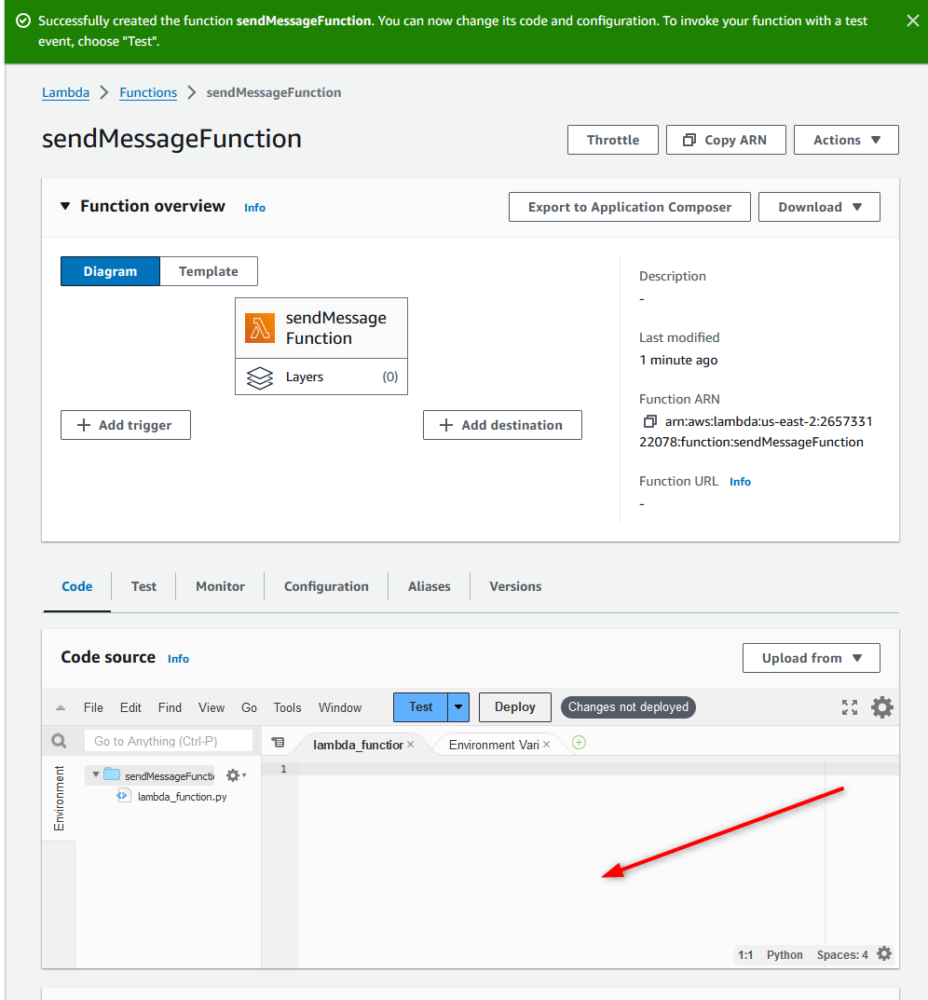 Successfully created the function sendMessageFunction. You can now change its code and configuration. To invoke your function with a test
event, choose "Test".
Lambda
Functions
sendMessageFunction
sendMessageFunction
Throttle
Copy ARN
Actions
Function overview
Info
Export to Application Composer
Download
Diagram
Template
sendMessage
Function
Layers
(0)
Add trigger
Add destination
Description
-
Last modified
1 minute ago
Function ARN
arn:aws:lambda:us-east-2:2657331
22078:function:sendMessageFunction
Function URL
Info
-
Code
Test
Monitor
Configuration
Aliases
Versions
Code source
Info
Upload from
File
Edit
Find
View
Go
Tools
Window
Test
Deploy
Changes not deployed
Go to Anything (Ctrl-P)
lambda_function
Environment Vari
Environment
sendMessageFuncti
lambda_function.py
1
1:1
Python
Spaces: 4